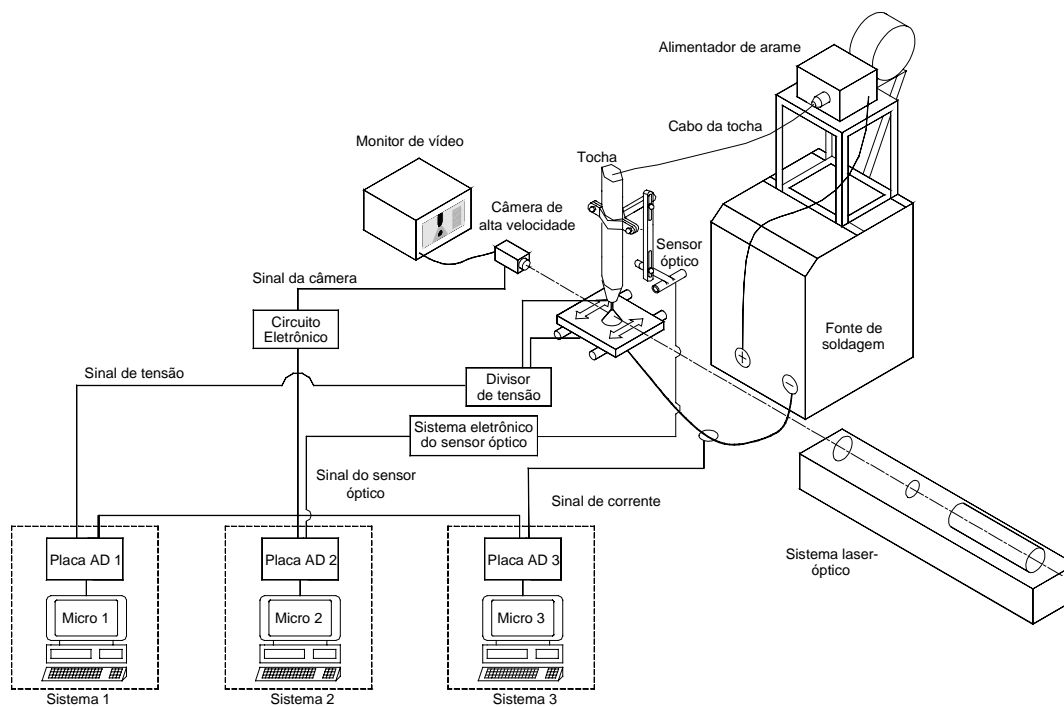 Alimentador de arame
Cabo da tocha
Monitor de vídeo
Tocha
Câmera de
alta velocidade
Sensor
óptico
Sinal da câmera
Circuito
Eletrônico
Fonte de
soldagem
+
−
Sinal de tensão
Divisor
de tensão
Sistema eletrônico
do sensor óptico
Sinal do sensor
óptico
Sinal de corrente
Sistema laser-
óptico
Placa AD 1
Placa AD 2
Placa AD 3
Micro 1
Micro 2
Micro 3
Sistema 1
Sistema 2
Sistema 3